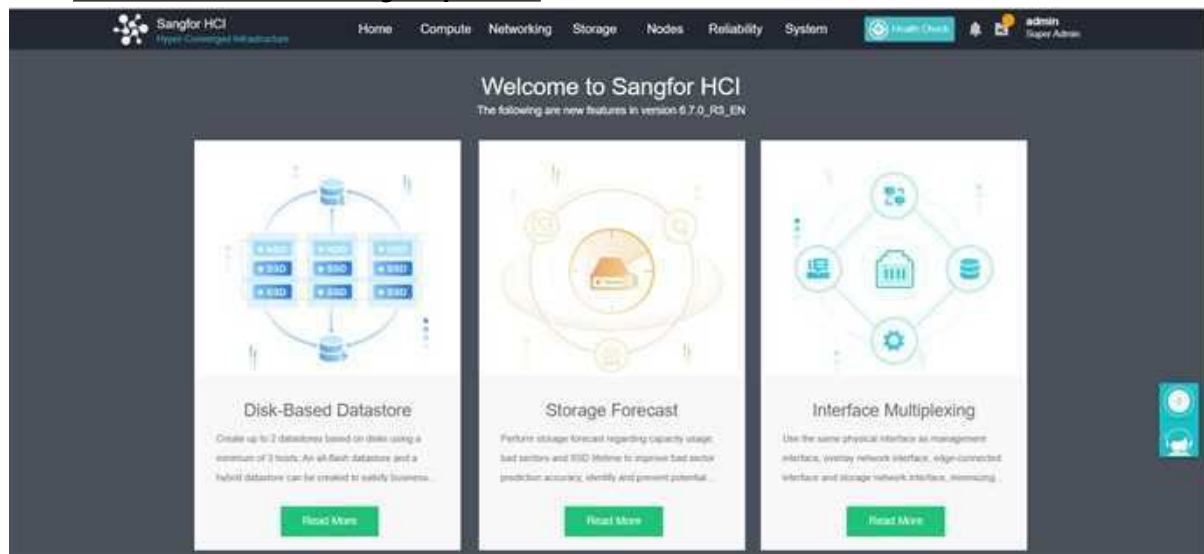 Sangfor HCI
Hyper Converged Infrastructure
Home Compute Networking Storage Nodes Reliability System Health Check admin
Super Admin
Welcome to Sangfor HCI
The following are new features in version 6.7.0_R3_EN
HDD HDD HDD
SSD SSD SSD
SSD SSD SSD
Disk-Based Datastore
Create up to 3 datastores based on disks using a
minimum of 3 hosts. An all-flash datastore and a
hybrid datastore can be created to satisfy business...
Read More
Storage Forecast
Perform storage forecast regarding capacity usage,
bad sectors and SSD lifetime to improve bad sector
prediction accuracy, identify and prevent potential...
Read More
Interface Multiplexing
Use the same physical interface as management
interface, overlay network interface, edge-connected
interface and storage network interface, minimizing...
Read More